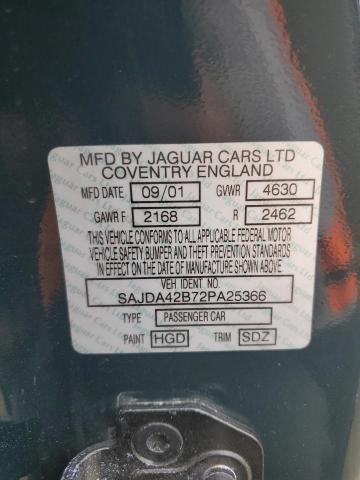 MFD BY JAGUAR CARS LTD
COVENTRY ENGLAND
MFD DATE 09/01 GVWR 4630
GAWR F 2168 R 2462
THIS VEHICLE CONFORMS TO ALL APPLICABLE FEDERAL MOTOR
VEHICLE SAFETY BUMPER AND THEFT PREVENTION STANDARDS
IN EFFECT ON THE DATE OF MANUFACTURE SHOWN ABOVE.
VEH IDENT NO.
SAJDA42B72PA25366
TYPE PASSENGER CAR
PAINT HGD TRIM SDZ